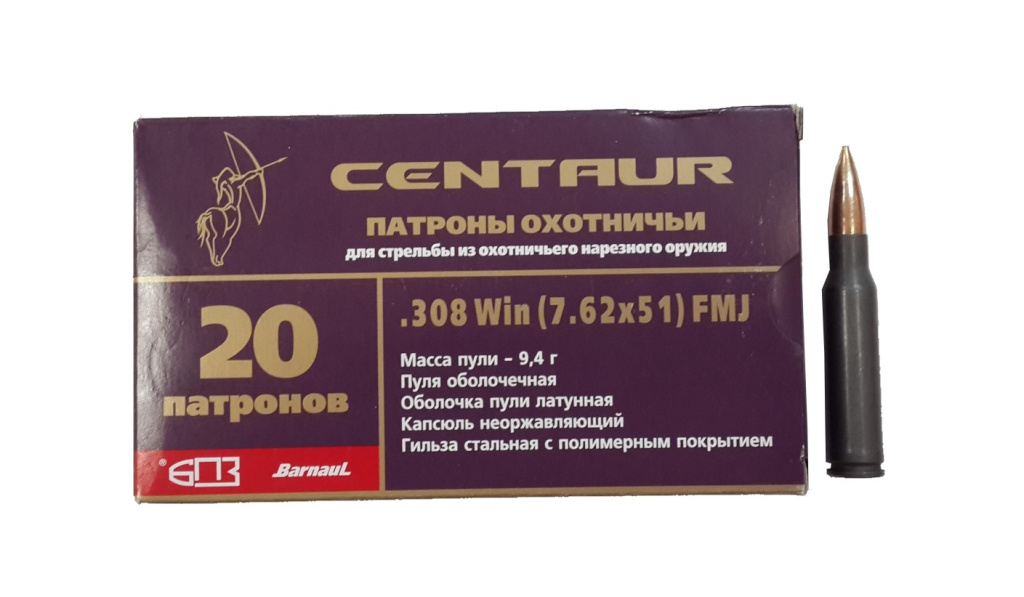 CENTAUR
ПАТРОНЫ ОХОТНИЧЬИ
для стрельбы из охотничьего нарезного оружия
20
патронов
.308 Win (7.62x51) FMJ
Масса пули – 9,4 г
Пуля оболочечная
Оболочка пули латунная
Капсюль неоржавляющий
Гильза стальная с полимерным покрытием
® БПЗ Barnaul